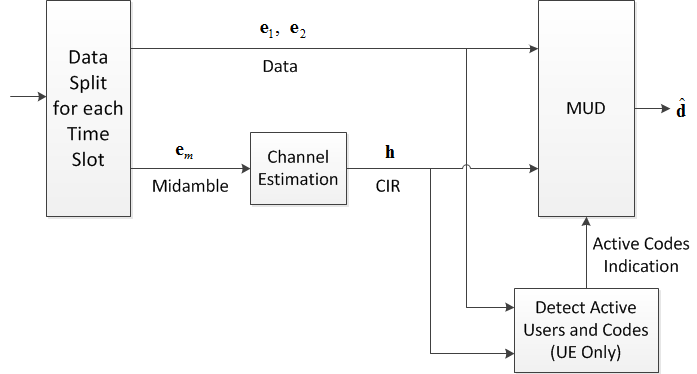 Data
Split
for each
Time
Slot
e1, e2
Data
em
Midamble
Channel
Estimation
h
CIR
MUD
d̂
Active Codes
Indication
Detect Active
Users and Codes
(UE Only)